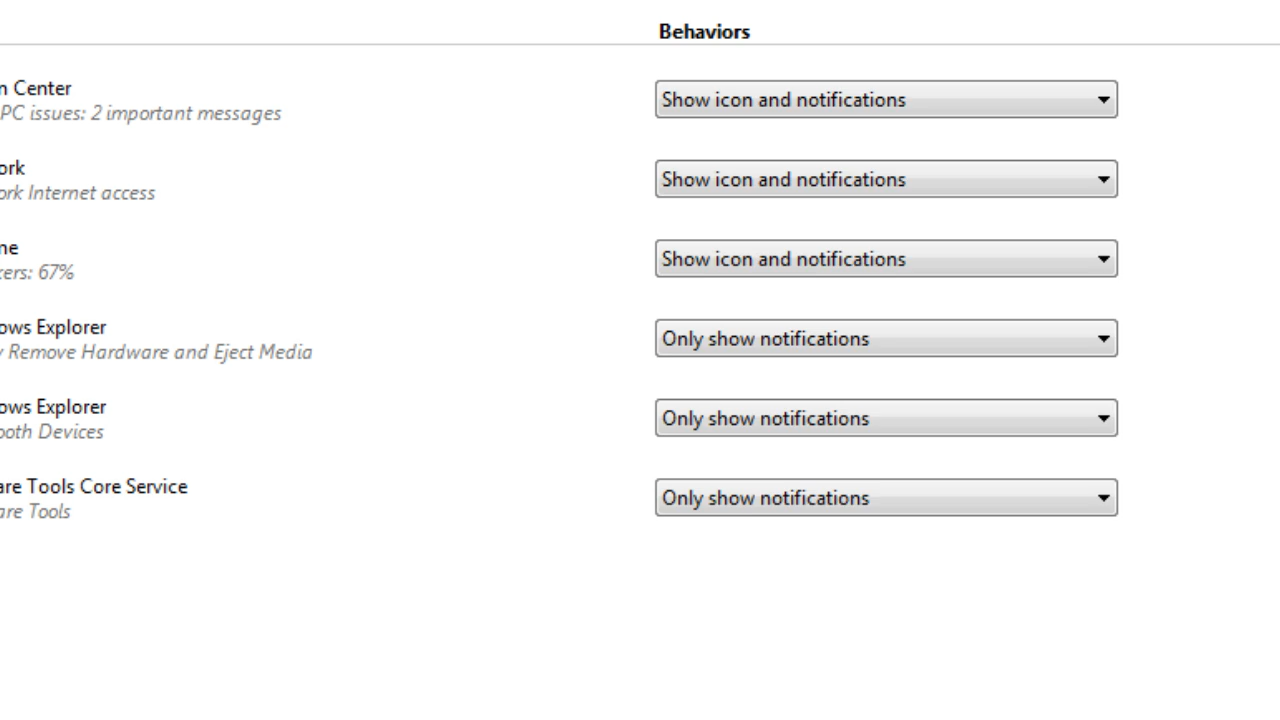 Behaviors
n Center
PC issues: 2 important messages
Show icon and notifications
ork
ork Internet access
Show icon and notifications
ne
kers: 67%
Show icon and notifications
ows Explorer
y Remove Hardware and Eject Media
Only show notifications
ows Explorer
ooth Devices
Only show notifications
are Tools Core Service
are Tools
Only show notifications